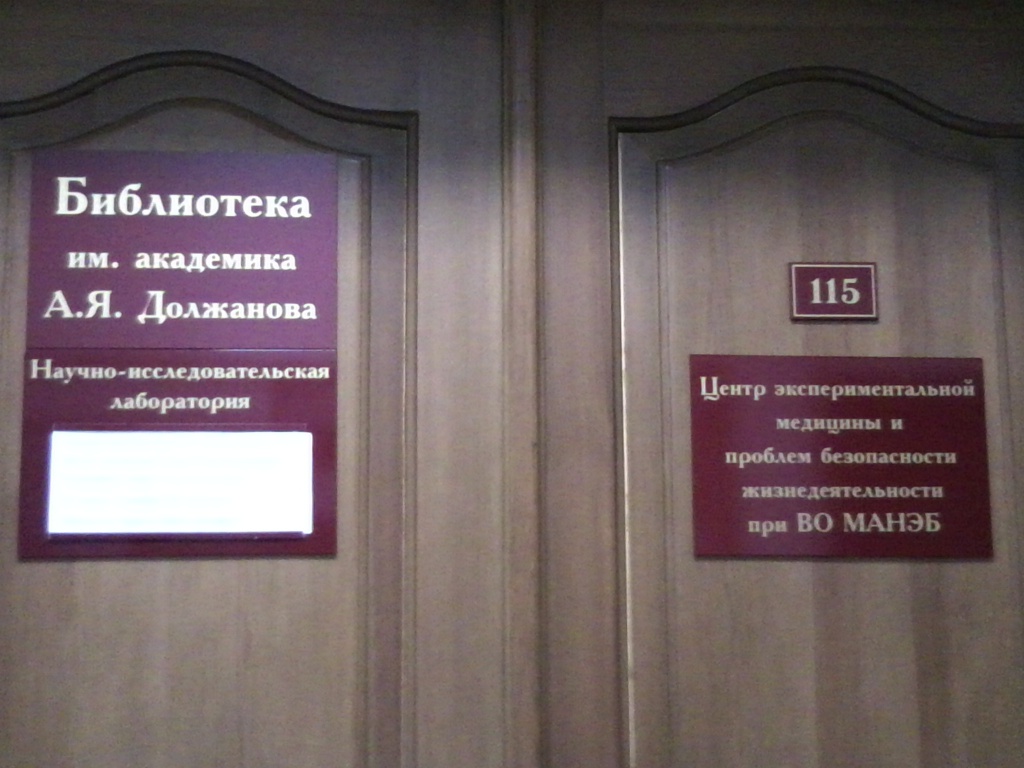 Библиотека
им. академика
А.Я. Должанова
Научно-исследовательская
лаборатория
115
Центр экспериментальной
медицины и
проблем безопасности
жизнедеятельности
при ВО МАНЭБ